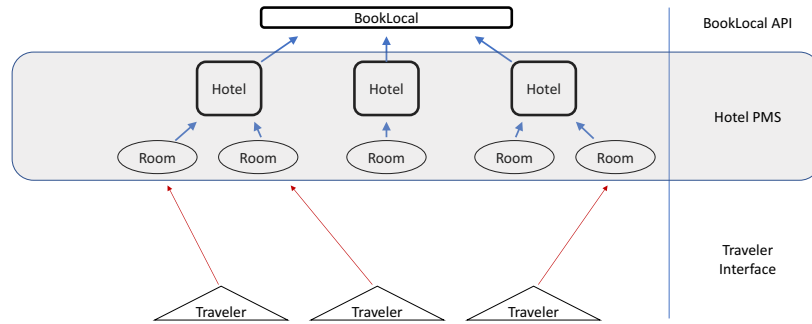 BookLocal
BookLocal API
Hotel
Hotel
Hotel
Hotel PMS
Room
Room
Room
Room
Room
Traveler
Interface
Traveler
Traveler
Traveler